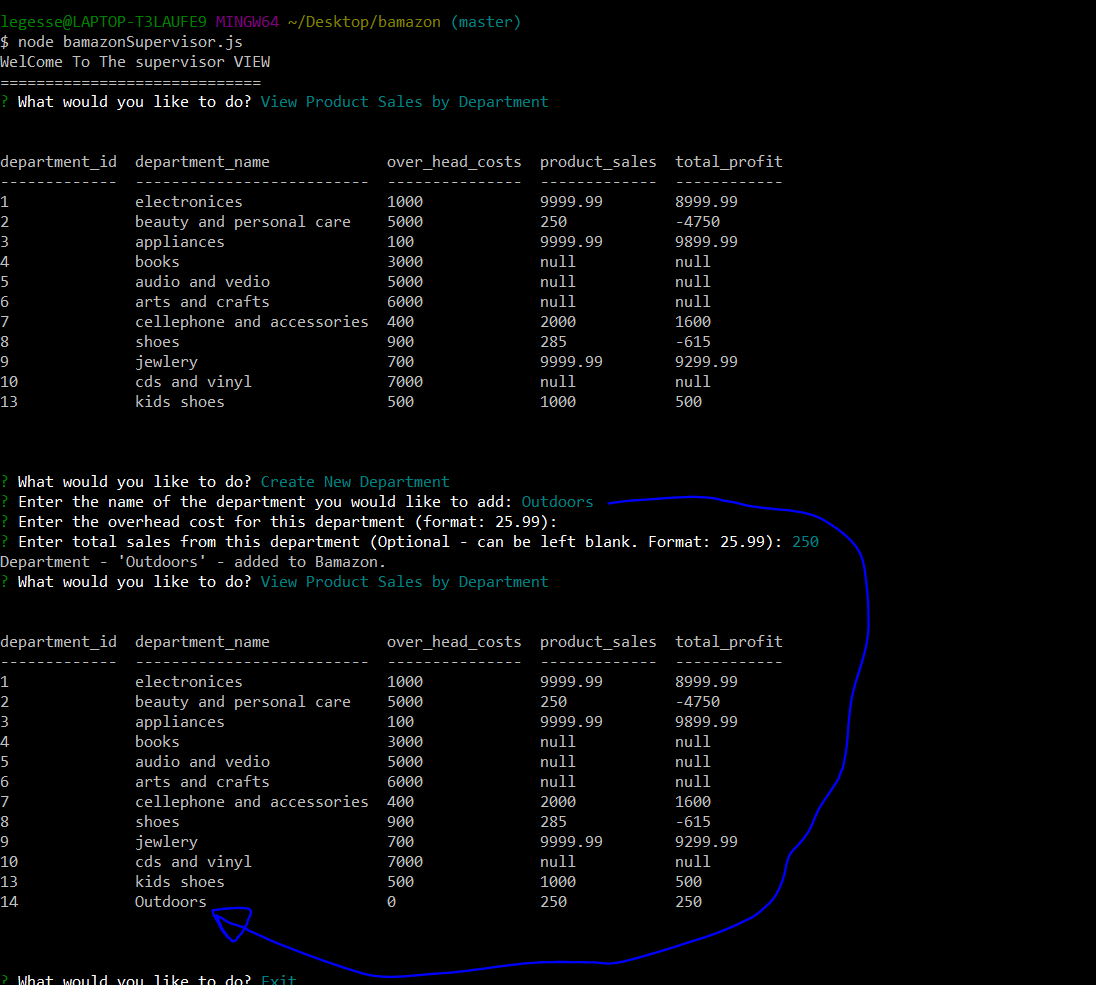 legesse@LAPTOP-T3LAUFE9 MINGW64 ~/Desktop/bamazon (master)
$ node bamazonSupervisor.js
WelCome To The supervisor VIEW
=============================
? What would you like to do? View Product Sales by Department
department_id  department_name             over_head_costs  product_sales  total_profit
-------------  --------------------------  ---------------  -------------  ------------
1              electronices                1000             9999.99        8999.99
2              beauty and personal care    5000             250            -4750
3              appliances                  100              9999.99        9899.99
4              books                       3000             null           null
5              audio and vedio             5000             null           null
6              arts and crafts             6000             null           null
7              cellephone and accessories  400              2000           1600
8              shoes                       900              285            -615
9              jewlery                     700              9999.99        9299.99
10             cds and vinyl               7000             null           null
13             kids shoes                  500              1000           500
? What would you like to do? Create New Department
? Enter the name of the department you would like to add: Outdoors
? Enter the overhead cost for this department (format: 25.99):
? Enter total sales from this department (Optional - can be left blank. Format: 25.99): 250
Department - 'Outdoors' - added to Bamazon.
? What would you like to do? View Product Sales by Department
department_id  department_name             over_head_costs  product_sales  total_profit
-------------  --------------------------  ---------------  -------------  ------------
1              electronices                1000             9999.99        8999.99
2              beauty and personal care    5000             250            -4750
3              appliances                  100              9999.99        9899.99
4              books                       3000             null           null
5              audio and vedio             5000             null           null
6              arts and crafts             6000             null           null
7              cellephone and accessories  400              2000           1600
8              shoes                       900              285            -615
9              jewlery                     700              9999.99        9299.99
10             cds and vinyl               7000             null           null
13             kids shoes                  500              1000           500
14             Outdoors                    0                250            250
? What would you like to do? Exit